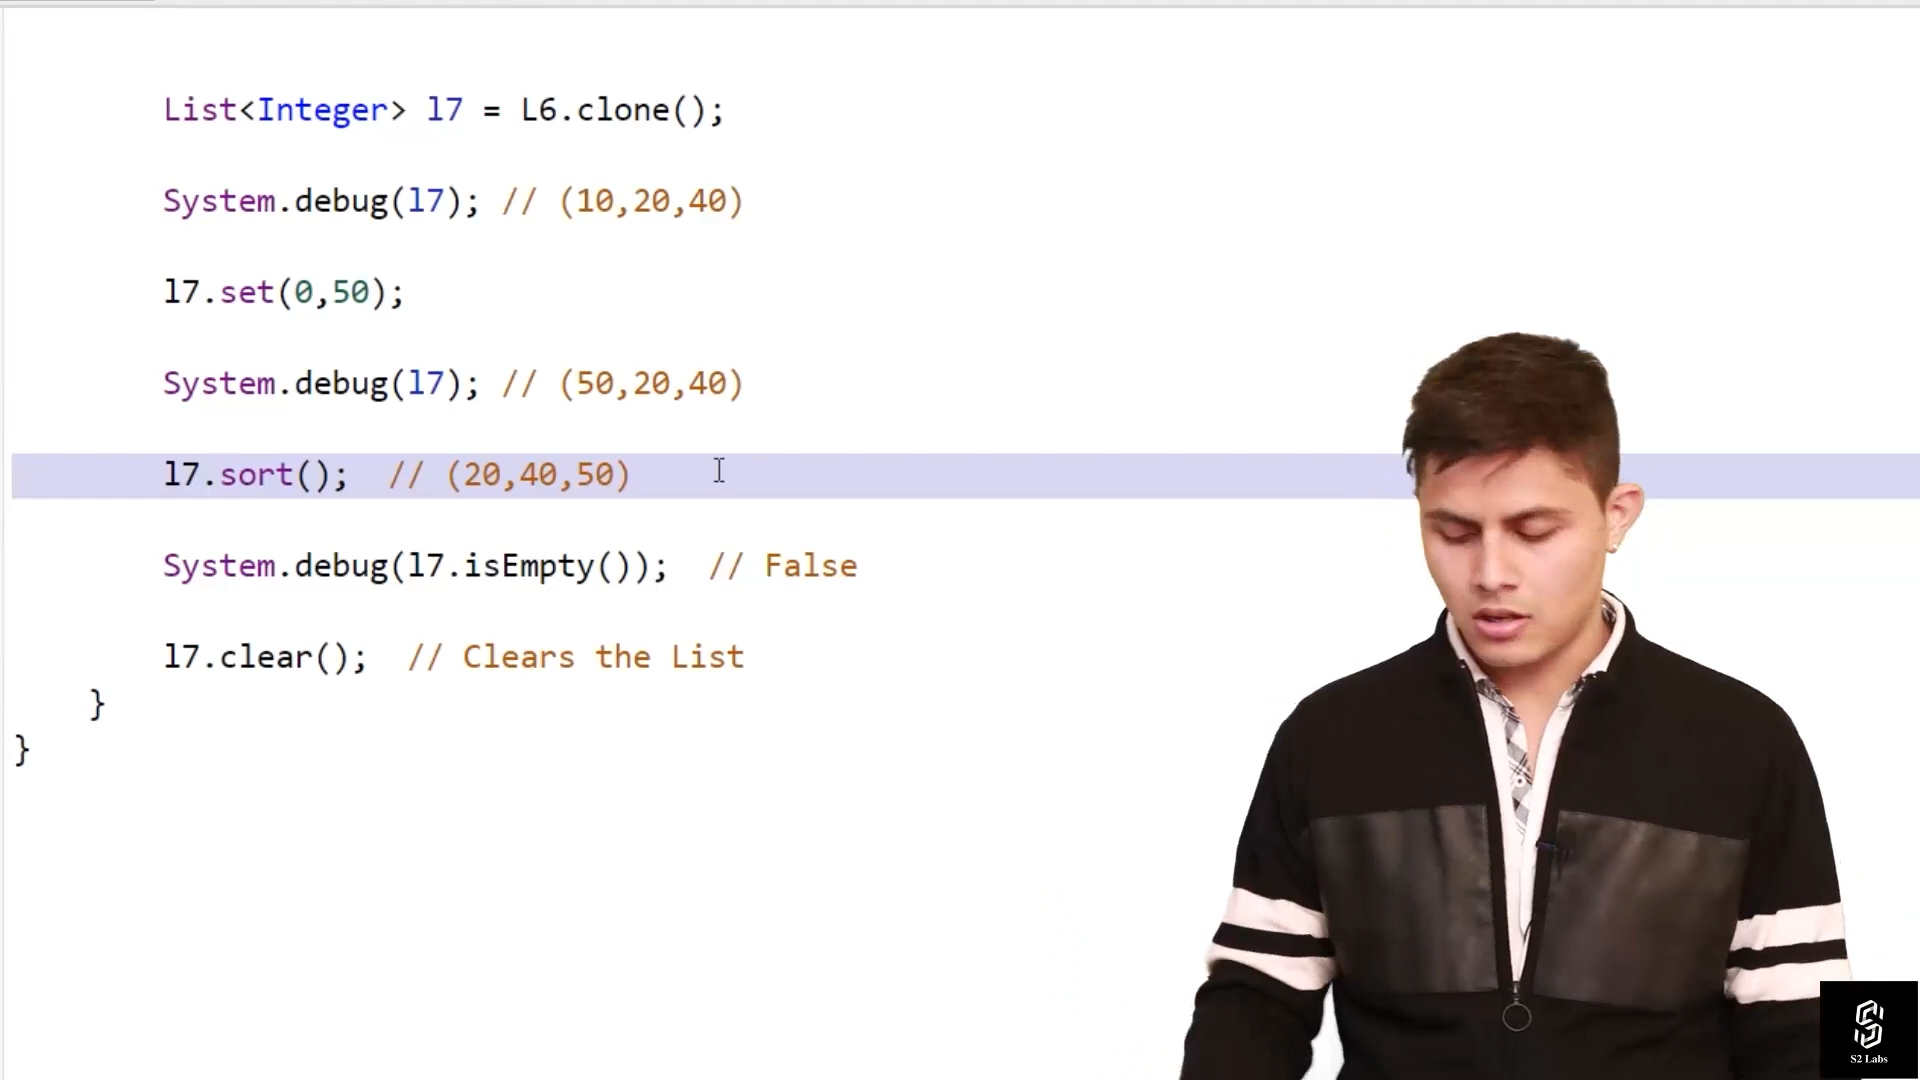 List<Integer> l7 = L6.clone();
System.debug(l7); // (10,20,40)
l7.set(0,50);
System.debug(l7); // (50,20,40)
l7.sort();  // (20,40,50)
System.debug(l7.isEmpty());  // False
l7.clear();  // Clears the List
}
}
S2 Labs